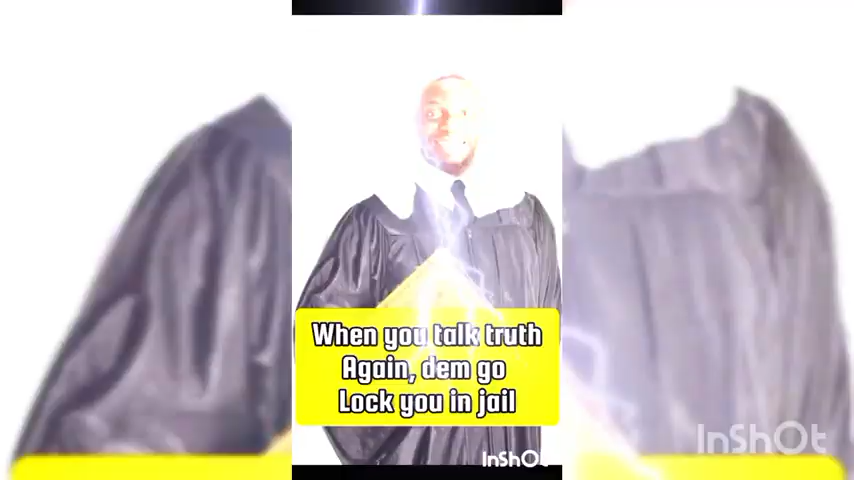 When you talk truth
Again, dem go
Lock you in jail
InShOt
InShOt